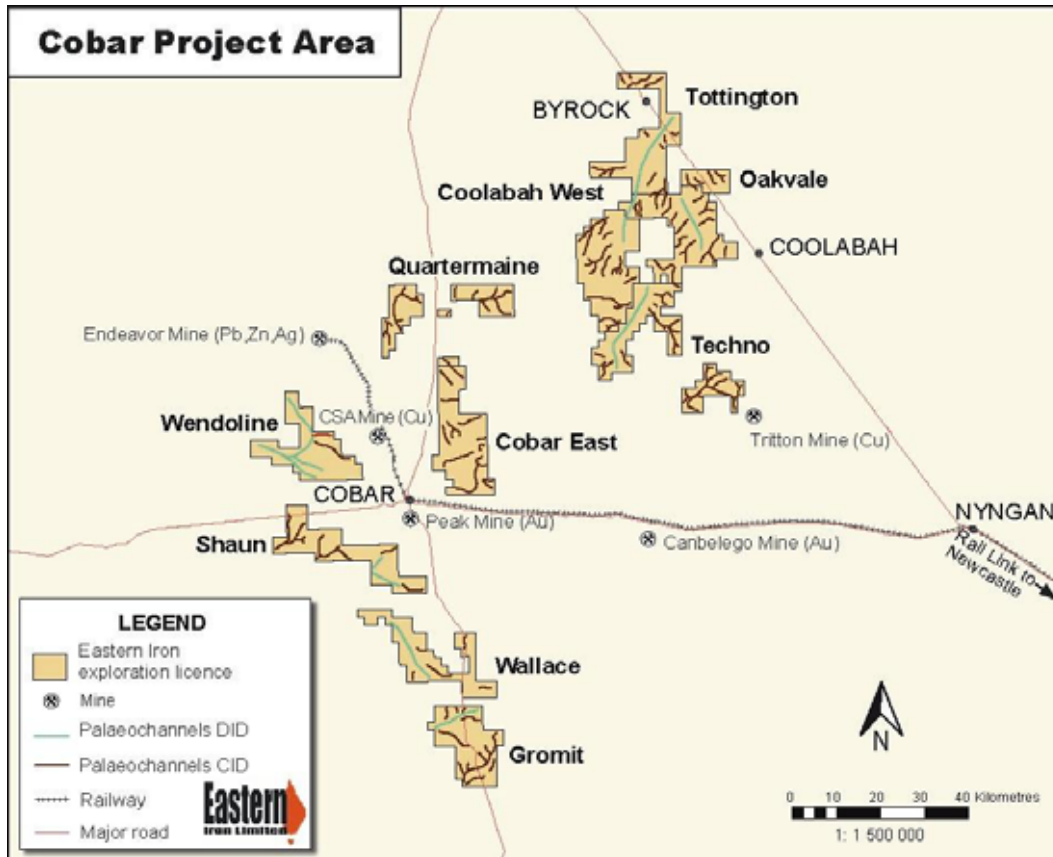 Cobar Project Area
Tottington
BYROCK
Coolabah West
Oakvale
COOLABAH
Quartermaine
Endeavor Mine (Pb,Zn,Ag)
Techno
Wendoline
CSA Mine (Cu)
Cobar East
Tritton Mine (Cu)
COBAR
Peak Mine (Au)
NYNGAN
Shaun
Canbelego Mine (Au)
Rail Link to
Newcastle
LEGEND
Eastern Iron
exploration licence
Mine
Palaeochannels DID
Palaeochannels CID
Railway
Major road
Eastern
Iron Limited
Wallace
Gromit
N
0 10 20 30 40 Kilometres
1: 1 500 000